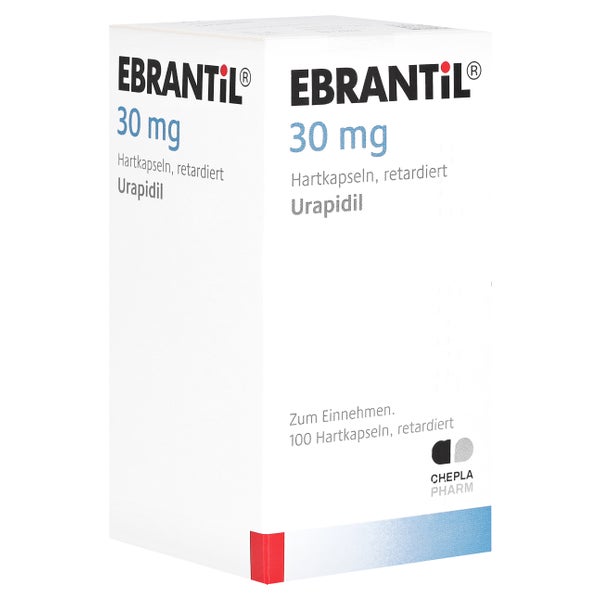 EBRANTiL®
30 mg
Hartkapseln, retardiert
Urapidil
EBRANTiL®
30 mg
Hartkapseln, retardiert
Urapidil
Zum Einnehmen.
100 Hartkapseln, retardiert
CHEPLA
PHARM